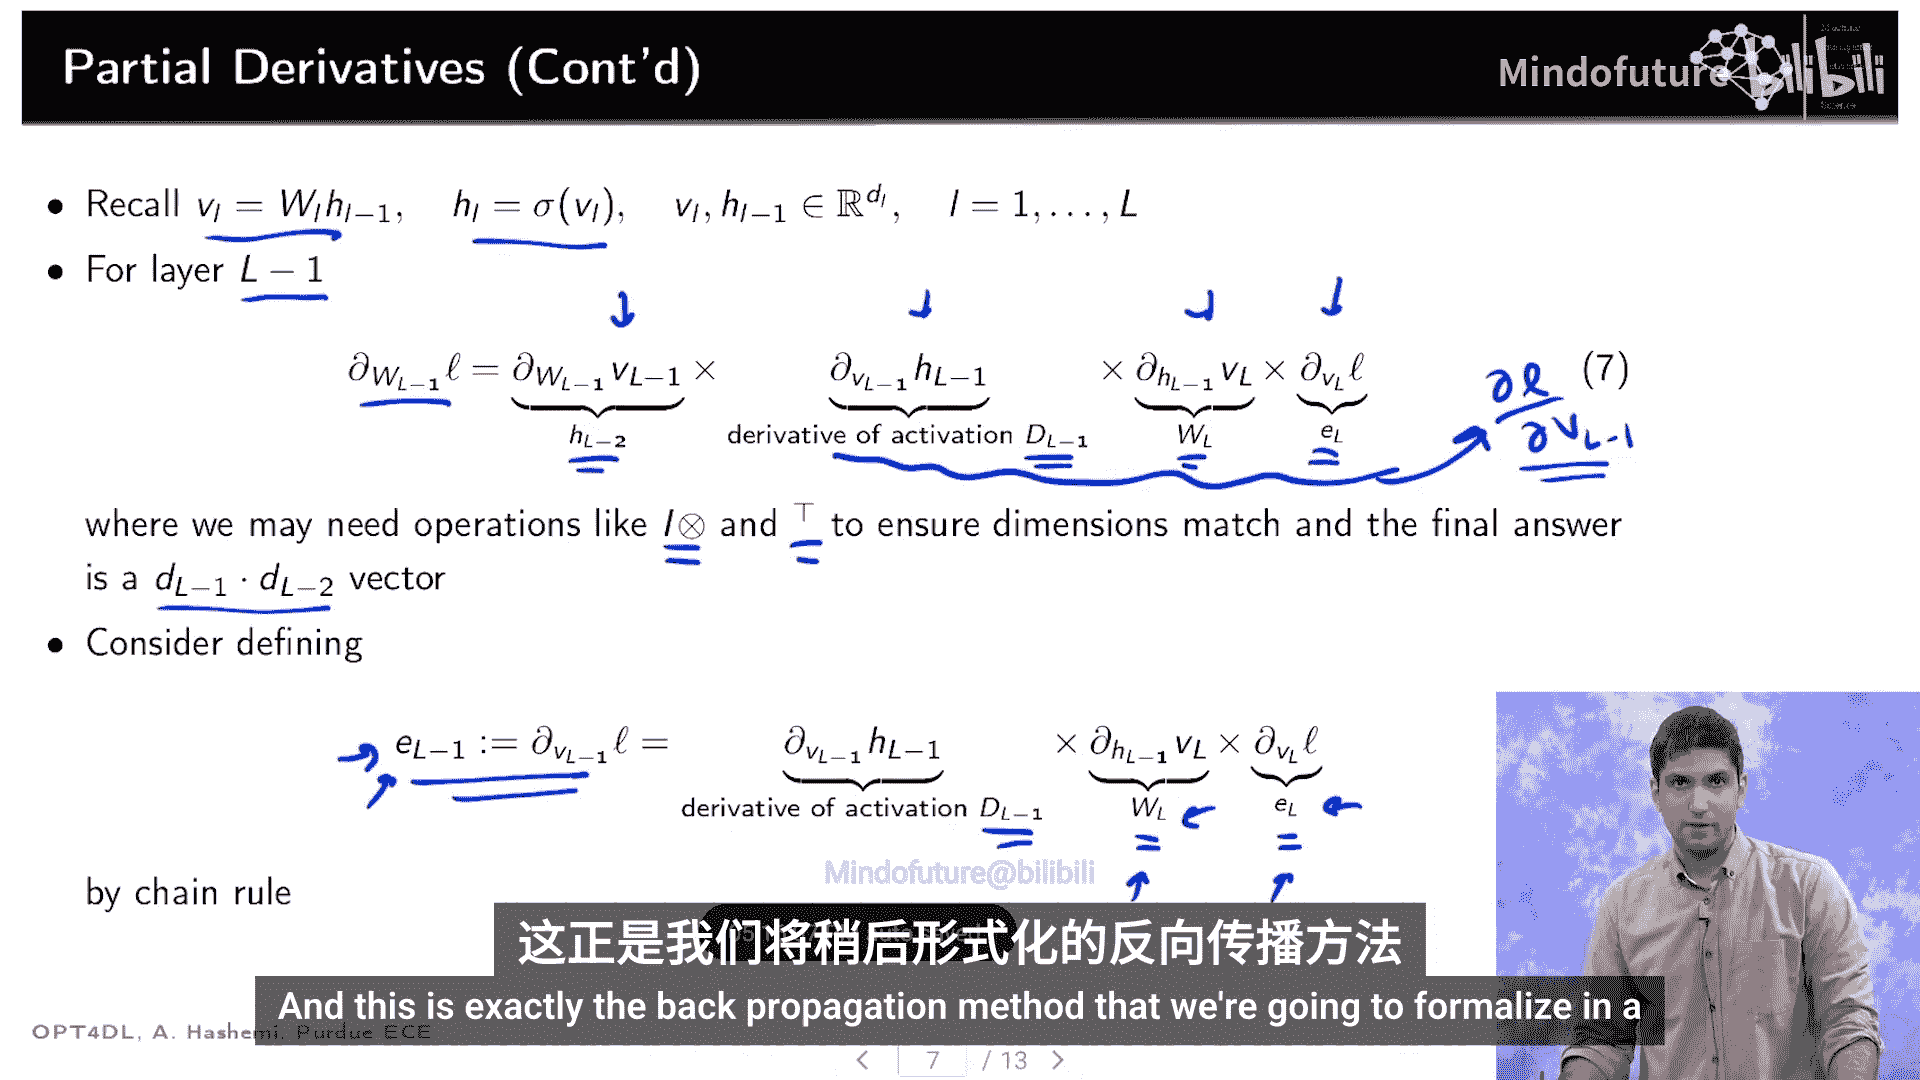 Partial Derivatives (Cont'd)
Mindofuture bilibili
• Recall v_l = W_l h_{l−1}, h_l = σ(v_l), v_l, h_{l−1} ∈ ℝ^{d_l}, l = 1, . . . , L
• For layer L − 1
∂_{W_{L−1}} ℓ = ∂_{W_{L−1}} v_{L−1} × ∂_{v_{L−1}} h_{L−1} × ∂_{h_{L−1}} v_L × ∂_{v_L} ℓ (7)
h_{L−2} derivative of activation D_{L−1} W_L e_L
∂ℓ
∂v_{L-1}
where we may need operations like I⊗ and ⊤ to ensure dimensions match and the final answer
is a d_{L−1} · d_{L−2} vector
• Consider defining
e_{L−1} := ∂_{v_{L−1}} ℓ = ∂_{v_{L−1}} h_{L−1} × ∂_{h_{L−1}} v_L × ∂_{v_L} ℓ
derivative of activation D_{L−1} W_L e_L
Mindofuture@bilibili
by chain rule
这正是我们将稍后形式化的反向传播方法
And this is exactly the back propagation method that we're going to formalize in a
OPT4DL, A. Hashemi, Purdue ECE
7 / 13